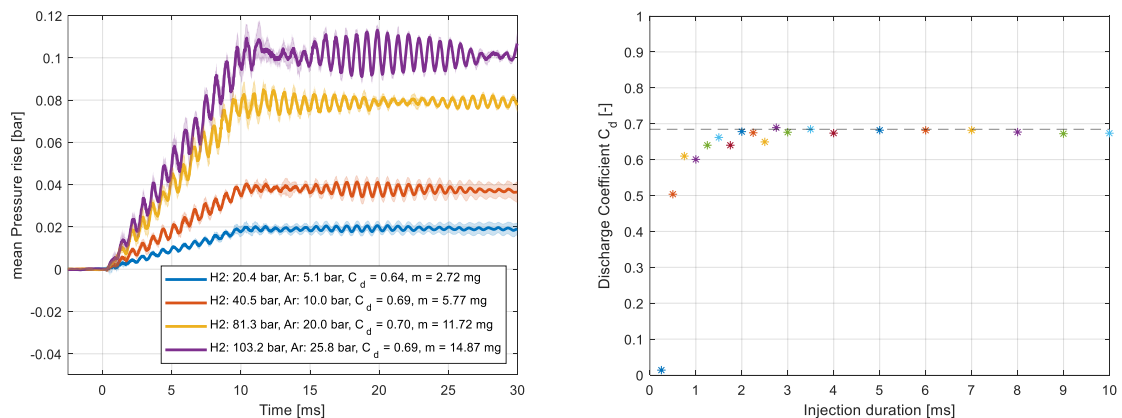 0.12
0.1
0.08
0.06
0.04
0.02
0
-0.02
-0.04
mean Pressure rise [bar]
H2: 20.4 bar, Ar: 5.1 bar, C_d = 0.64, m = 2.72 mg
H2: 40.5 bar, Ar: 10.0 bar, C_d = 0.69, m = 5.77 mg
H2: 81.3 bar, Ar: 20.0 bar, C_d = 0.70, m = 11.72 mg
H2: 103.2 bar, Ar: 25.8 bar, C_d = 0.69, m = 14.87 mg
0 5 10 15 20 25 30
Time [ms]
1
0.9
0.8
0.7
0.6
0.5
0.4
0.3
0.2
0.1
0
Discharge Coefficient C_d [-]
0 1 2 3 4 5 6 7 8 9 10
Injection duration [ms]